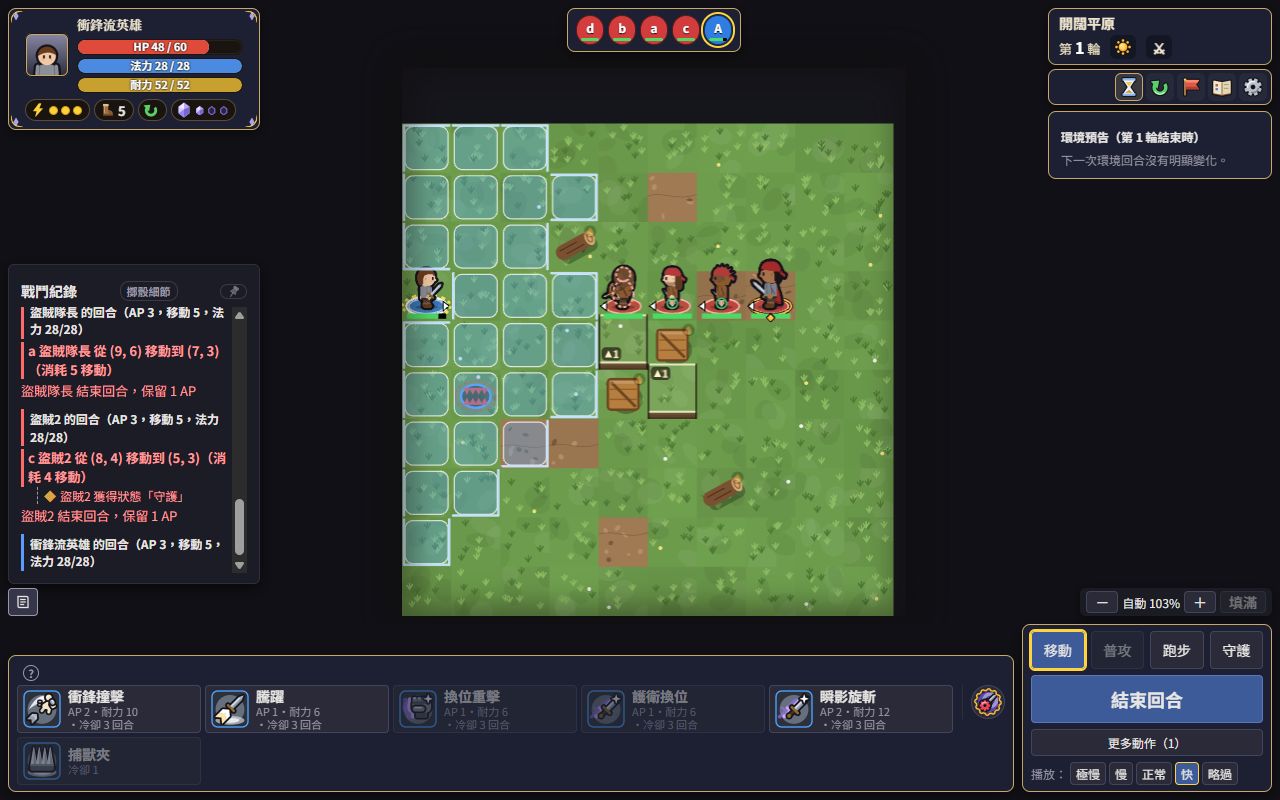 衝鋒流英雄
HP 48 / 60
法力 28 / 28
耐力 52 / 52
5
d
b
a
c
A
開闊平原
第 1 輪
環境預告（第 1 輪結束時）
下一次環境回合沒有明顯變化。
戰鬥紀錄
擲骰細節
盜賊隊長 的回合（AP 3，移動 5，法
力 28/28）
a 盜賊隊長 從 (9, 6) 移動到 (7, 3)
（消耗 5 移動）
盜賊隊長 結束回合，保留 1 AP
盜賊2 的回合（AP 3，移動 5，法力
28/28）
c 盜賊2 從 (8, 4) 移動到 (5, 3)（消
耗 4 移動）
盜賊2 獲得狀態「守護」
盜賊2 結束回合，保留 1 AP
衝鋒流英雄 的回合（AP 3，移動 5，
法力 28/28）
▲1
▲1
− 自動 103% + 填滿
?
衝鋒撞擊
AP 2・耐力 10
・冷卻 3 回合
騰躍
AP 1・耐力 6
・冷卻 3 回合
換位重擊
AP 1・耐力 6
・冷卻 3 回合
護衛換位
AP 1・耐力 6
・冷卻 3 回合
瞬影旋斬
AP 2・耐力 12
・冷卻 3 回合
捕獸夾
冷卻 1
移動
普攻
跑步
守護
結束回合
更多動作（1）
播放：
極慢
慢
正常
快
略過